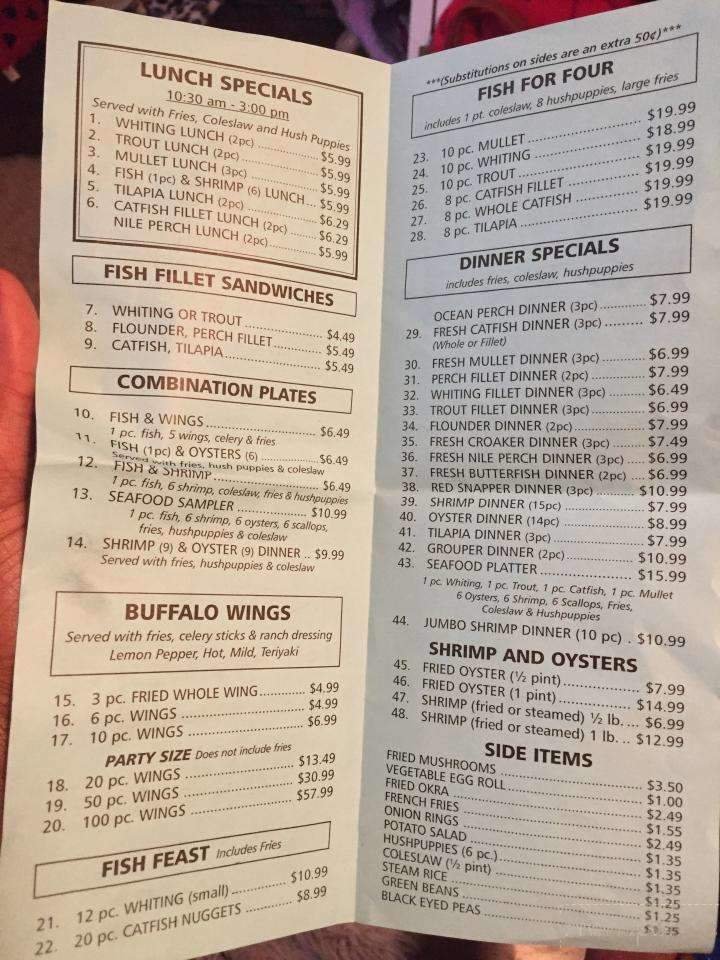 LUNCH SPECIALS
10:30 am - 3:00 pm
Served with Fries, Coleslaw and Hush Puppies
1. WHITING LUNCH (2pc) $5.99
2. TROUT LUNCH (2pc) $5.99
3. MULLET LUNCH (3pc) $5.99
4. FISH (1pc) & SHRIMP (6) LUNCH $5.99
5. TILAPIA LUNCH (2pc) $6.29
6. CATFISH FILLET LUNCH (2pc) $6.29
NILE PERCH LUNCH (2pc) $5.99
FISH FILLET SANDWICHES
7. WHITING OR TROUT $4.49
8. FLOUNDER, PERCH FILLET $5.49
9. CATFISH, TILAPIA $5.49
COMBINATION PLATES
10. FISH & WINGS $6.49
1 pc. fish, 5 wings, celery & fries
11. FISH (1pc) & OYSTERS (6) $6.49
Served with fries, hush puppies & coleslaw
12. FISH & SHRIMP $6.49
1 pc. fish, 6 shrimp, coleslaw, fries & hushpuppies
13. SEAFOOD SAMPLER $10.99
1 pc. fish, 6 shrimp, 6 oysters, 6 scallops,
fries, hushpuppies & coleslaw
14. SHRIMP (9) & OYSTER (9) DINNER .. $9.99
Served with fries, hushpuppies & coleslaw
BUFFALO WINGS
Served with fries, celery sticks & ranch dressing
Lemon Pepper, Hot, Mild, Teriyaki
15. 3 pc. FRIED WHOLE WING $4.99
16. 6 pc. WINGS $4.99
17. 10 pc. WINGS $6.99
PARTY SIZE Does not include fries
18. 20 pc. WINGS $13.49
19. 50 pc. WINGS $30.99
20. 100 pc. WINGS $57.99
FISH FEAST Includes Fries
21. 12 pc. WHITING (small) $10.99
22. 20 pc. CATFISH NUGGETS $8.99
***(Substitutions on sides are an extra 50¢)***
FISH FOR FOUR
includes 1 pt. coleslaw, 8 hushpuppies, large fries
23. 10 pc. MULLET $19.99
24. 10 pc. WHITING $18.99
25. 10 pc. TROUT $19.99
26. 8 pc. CATFISH FILLET $19.99
27. 8 pc. WHOLE CATFISH $19.99
28. 8 pc. TILAPIA $19.99
DINNER SPECIALS
includes fries, coleslaw, hushpuppies
OCEAN PERCH DINNER (3pc) $7.99
29. FRESH CATFISH DINNER (3pc) $7.99
(Whole or Fillet)
30. FRESH MULLET DINNER (3pc) $6.99
31. PERCH FILLET DINNER (2pc) $7.99
32. WHITING FILLET DINNER (3pc) $6.49
33. TROUT FILLET DINNER (3pc) $6.99
34. FLOUNDER DINNER (2pc) $7.99
35. FRESH CROAKER DINNER (3pc) $7.49
36. FRESH NILE PERCH DINNER (3pc) $6.99
37. FRESH BUTTERFISH DINNER (2pc) $6.99
38. RED SNAPPER DINNER (3pc) $10.99
39. SHRIMP DINNER (15pc) $7.99
40. OYSTER DINNER (14pc) $8.99
41. TILAPIA DINNER (3pc) $7.99
42. GROUPER DINNER (2pc) $10.99
43. SEAFOOD PLATTER $15.99
1 pc. Whiting, 1 pc. Trout, 1 pc. Catfish, 1 pc. Mullet
6 Oysters, 6 Shrimp, 6 Scallops, Fries,
Coleslaw & Hushpuppies
44. JUMBO SHRIMP DINNER (10 pc) . $10.99
SHRIMP AND OYSTERS
45. FRIED OYSTER (½ pint) $7.99
46. FRIED OYSTER (1 pint) $14.99
47. SHRIMP (fried or steamed) ½ lb. $6.99
48. SHRIMP (fried or steamed) 1 lb. $12.99
SIDE ITEMS
FRIED MUSHROOMS $3.50
VEGETABLE EGG ROLL $1.00
FRIED OKRA $2.49
FRENCH FRIES $1.55
ONION RINGS $2.49
POTATO SALAD $1.35
HUSHPUPPIES (6 pc.) $1.35
COLESLAW (½ pint) $1.35
STEAM RICE $1.25
GREEN BEANS $1.25
BLACK EYED PEAS